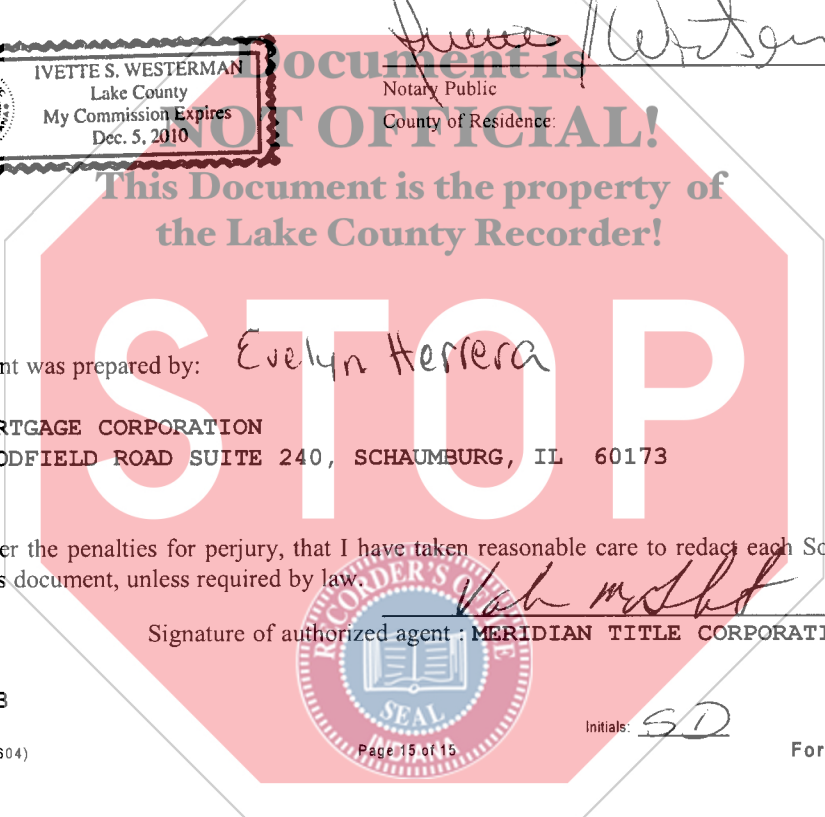 IVETTE S. WESTERMAN
Lake County
My Commission Expires
Dec. 5, 2010
Document is
NOT OFFICIAL!
This Document is the property of
the Lake County Recorder!
Notary Public
County of Residence:
STOP
nt was prepared by: Evelyn Herrera
RTGAGE CORPORATION
ODFIELD ROAD SUITE 240, SCHAUMBURG, IL 60173
er the penalties for perjury, that I have taken reasonable care to redact each So
s document, unless required by law.
Signature of authorized agent : MERIDIAN TITLE CORPORATI
RECORDER'S OFFICE
SEAL
INDIANA
Initials: SD
604)
Page 15 of 15
For